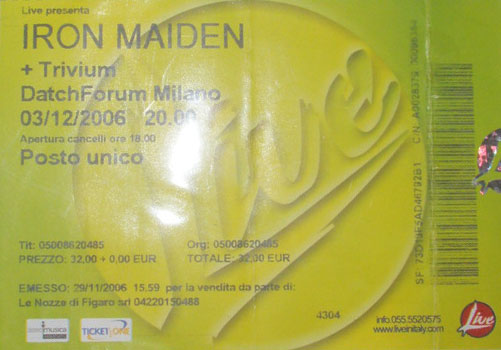 Live presenta
IRON MAIDEN
+ Trivium
DatchForum Milano
03/12/2006 20.00
Apertura cancelli ore 18.00
Posto unico
Live
Tit: 05008620485 Org: 05008620485
PREZZO: 32,00 + 0,00 EUR TOTALE: 32,00 EUR
EMESSO: 29/11/2006 15.59 per la vendita da parte di:
Le Nozze di Figaro srl 04220150488
4304
TICKET ONE
info.055.5520575
www.liveinitaly.com
Live